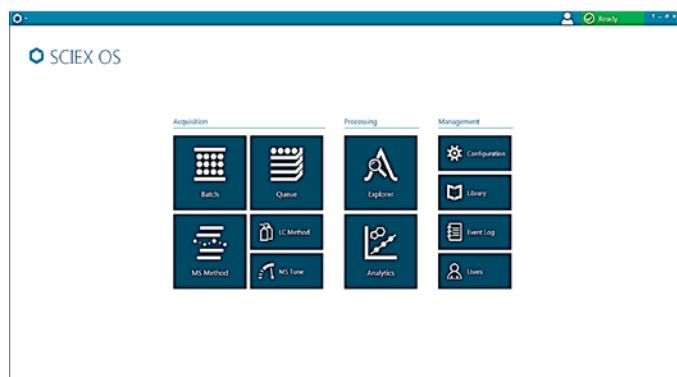 Ready
SCIEX OS
Acquisition
Processing
Management
Batch
Queue
Explorer
Configuration
Library
MS Method
LC Method
MS Tune
Analytics
Event Log
Users